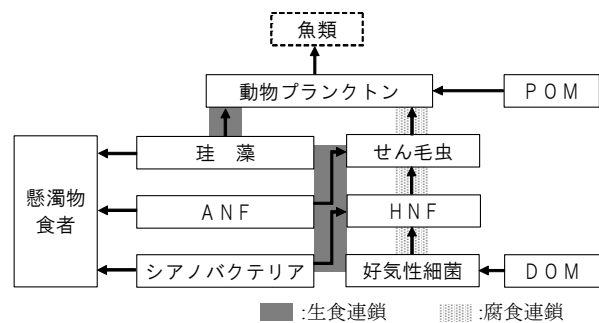 魚類
動物プランクトン
ＰＯＭ
珪　藻
せん毛虫
懸濁物
食者
ＡＮＦ
ＨＮＦ
シアノバクテリア
好気性細菌
ＤＯＭ
:生食連鎖
:腐食連鎖